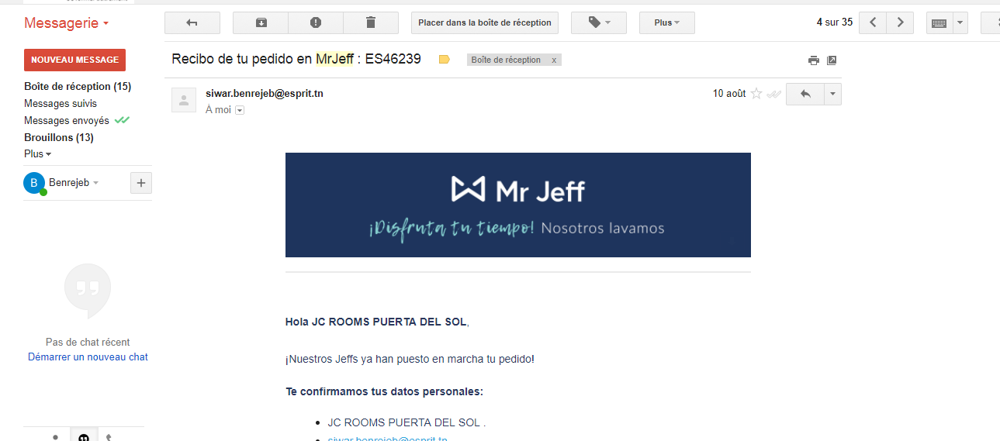 Messagerie
Placer dans la boîte de réception
Plus
4 sur 35
NOUVEAU MESSAGE
Recibo de tu pedido en MrJeff : ES46239
Boîte de réception x
Boîte de réception (15)
Messages suivis
Messages envoyés
Brouillons (13)
Plus
siwar.benrejeb@esprit.tn
À moi
10 août
B Benrejeb
Mr Jeff
¡Disfruta tu tiempo! Nosotros lavamos
Pas de chat récent
Démarrer un nouveau chat
Hola JC ROOMS PUERTA DEL SOL,
¡Nuestros Jeffs ya han puesto en marcha tu pedido!
Te confirmamos tus datos personales:
JC ROOMS PUERTA DEL SOL .
siwar.benrejeb@esprit.tn